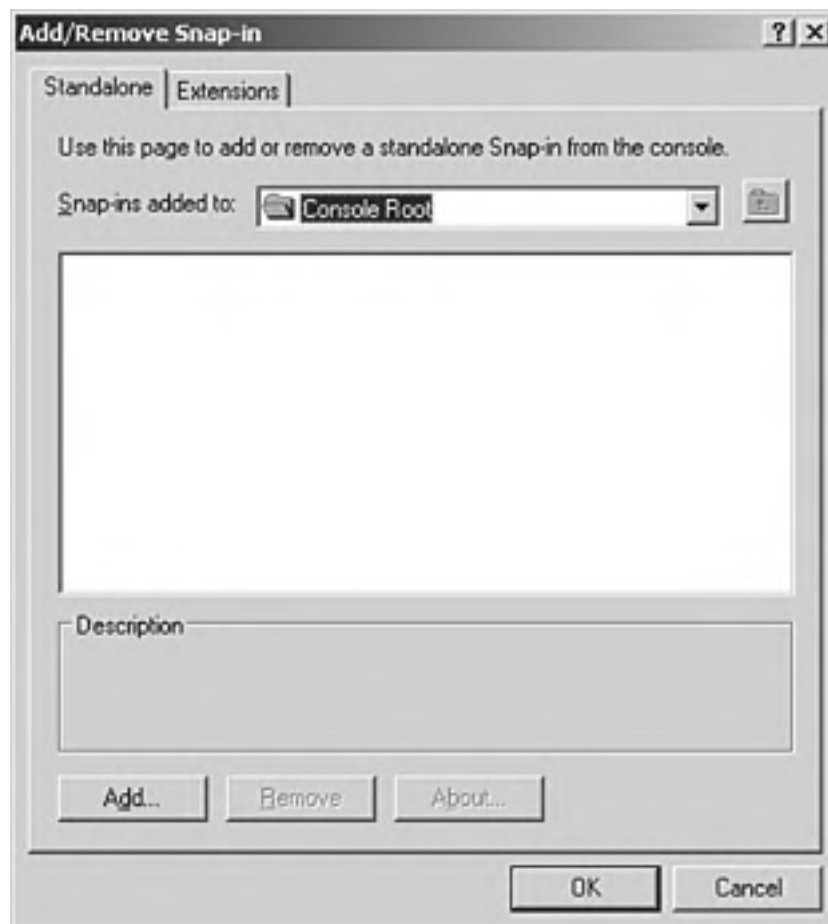 Add/Remove Snap-in
Standalone Extensions
Use this page to add or remove a standalone Snap-in from the console.
Snap-ins added to: Console Root
Description
Add... Remove About...
OK Cancel